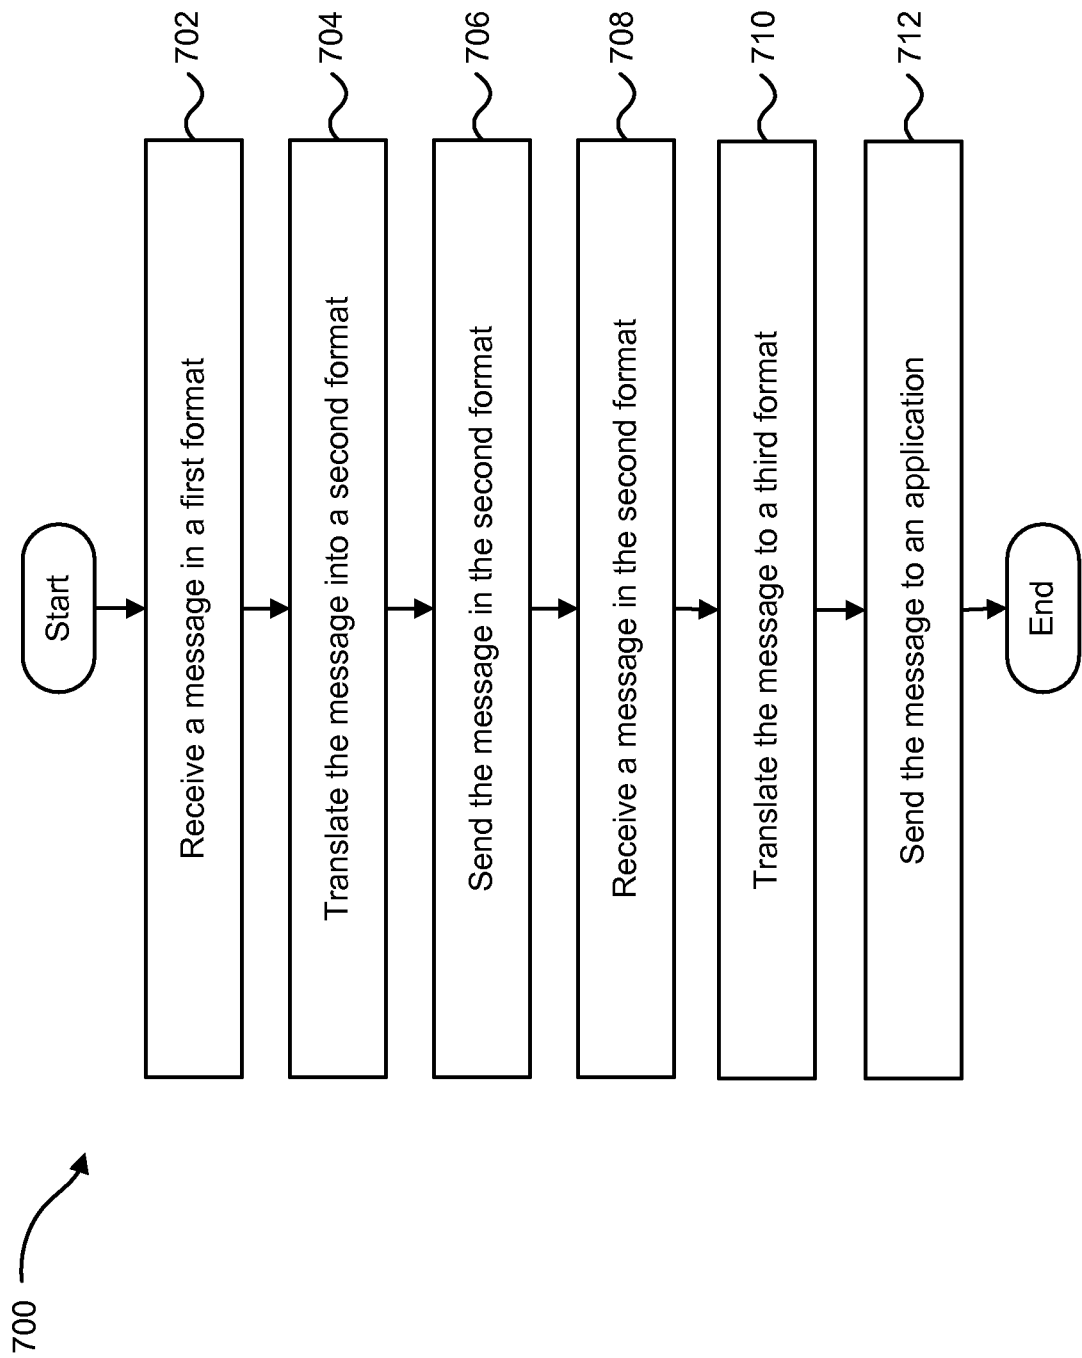 700
Start
Receive a message in a first format
702
Translate the message into a second format
704
Send the message in the second format
706
Receive a message in the second format
708
Translate the message to a third format
710
Send the message to an application
712
End